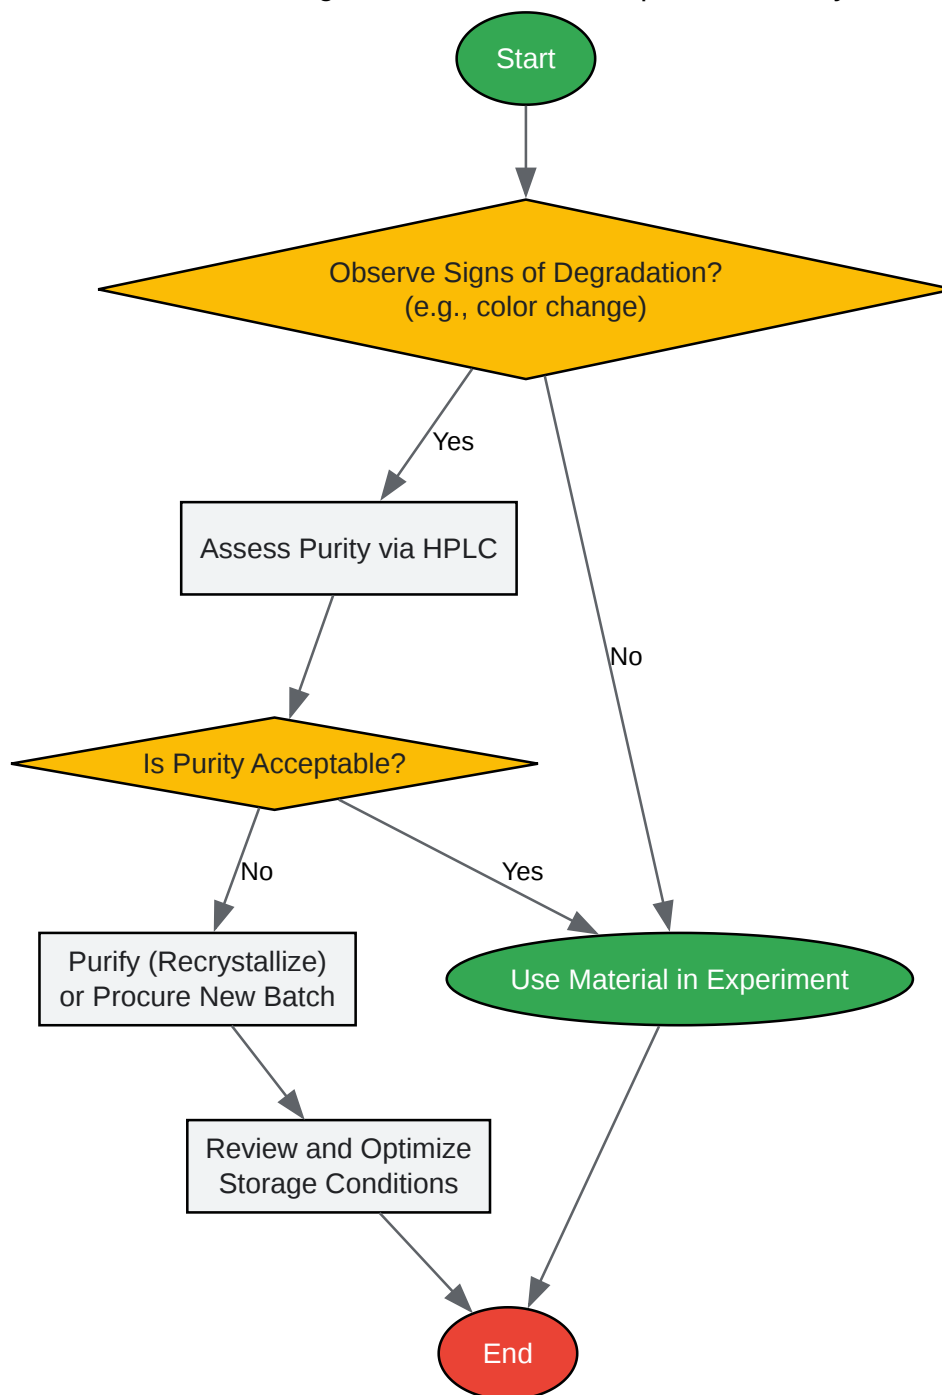 Start
Observe Signs of Degradation?
(e.g., color change)
Yes
Assess Purity via HPLC
No
Is Purity Acceptable?
No
Yes
Purify (Recrystallize)
or Procure New Batch
Use Material in Experiment
Review and Optimize
Storage Conditions
End